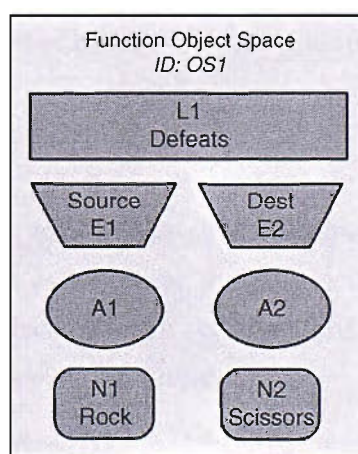 Function Object Space
ID: OS1
L1
Defeats
Source
E1
Dest
E2
A1
A2
N1
Rock
N2
Scissors